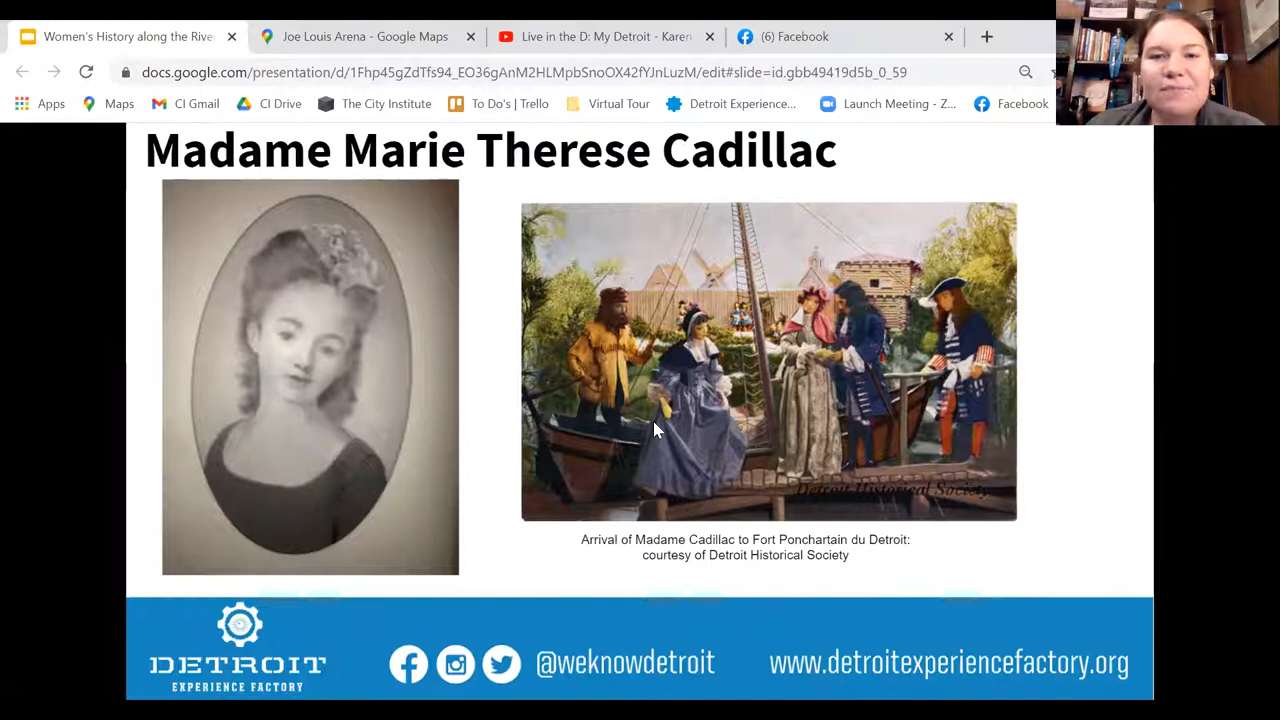 Women's History along the Rive
Joe Louis Arena - Google Maps
Live in the D: My Detroit - Karen
(6) Facebook
docs.google.com/presentation/d/1Fhp45gZdTfs94_EO36gAnM2HLMpbSnoOX42fYJnLuzM/edit#slide=id.gbb49419d5b_0_59
Apps Maps CI Gmail CI Drive The City Institute To Do's | Trello Virtual Tour Detroit Experience... Launch Meeting - Z... Facebook
Madame Marie Therese Cadillac
Detroit Historical Society
Arrival of Madame Cadillac to Fort Ponchartain du Detroit:
courtesy of Detroit Historical Society
DETROIT
EXPERIENCE FACTORY
@weknowdetroit
www.detroitexperiencefactory.org